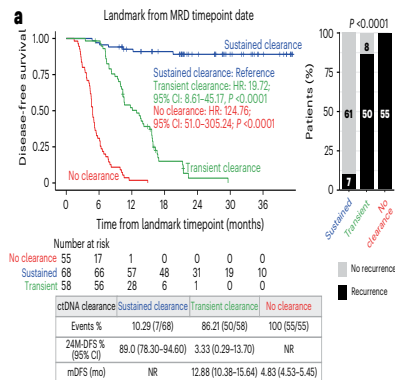 a
Landmark from MRD timepoint date
Disease-free survival
1.00
0.75
0.50
0.25
0
Sustained clearance
Sustained clearance: Reference
Transient clearance: HR: 19.72;
95% CI: 8.61–45.17, P <0.0001
No clearance: HR: 124.76;
95% CI: 51.0–305.24; P <0.0001
No clearance
Transient clearance
0 6 12 18 24 30 36
Time from landmark timepoint (months)
Number at risk
No clearance 55 17 1 0 0 0 0
Sustained 68 66 57 48 31 19 10
Transient 58 56 28 6 1 0 0
ctDNA clearance Sustained clearance Transient clearance No clearance
Events % 10.29 (7/68) 86.21 (50/58) 100 (55/55)
24M-DFS % 89.0 (78.30–94.60) 3.33 (0.29–13.70) NR
(95% CI)
mDFS (mo) NR 12.88 (10.38–15.64) 4.83 (4.53–5.45)
P <0.0001
Patients (%)
100
75
50
25
0
61
7
8
50
55
Sustained
Transient
No
clearance
No recurrence
Recurrence